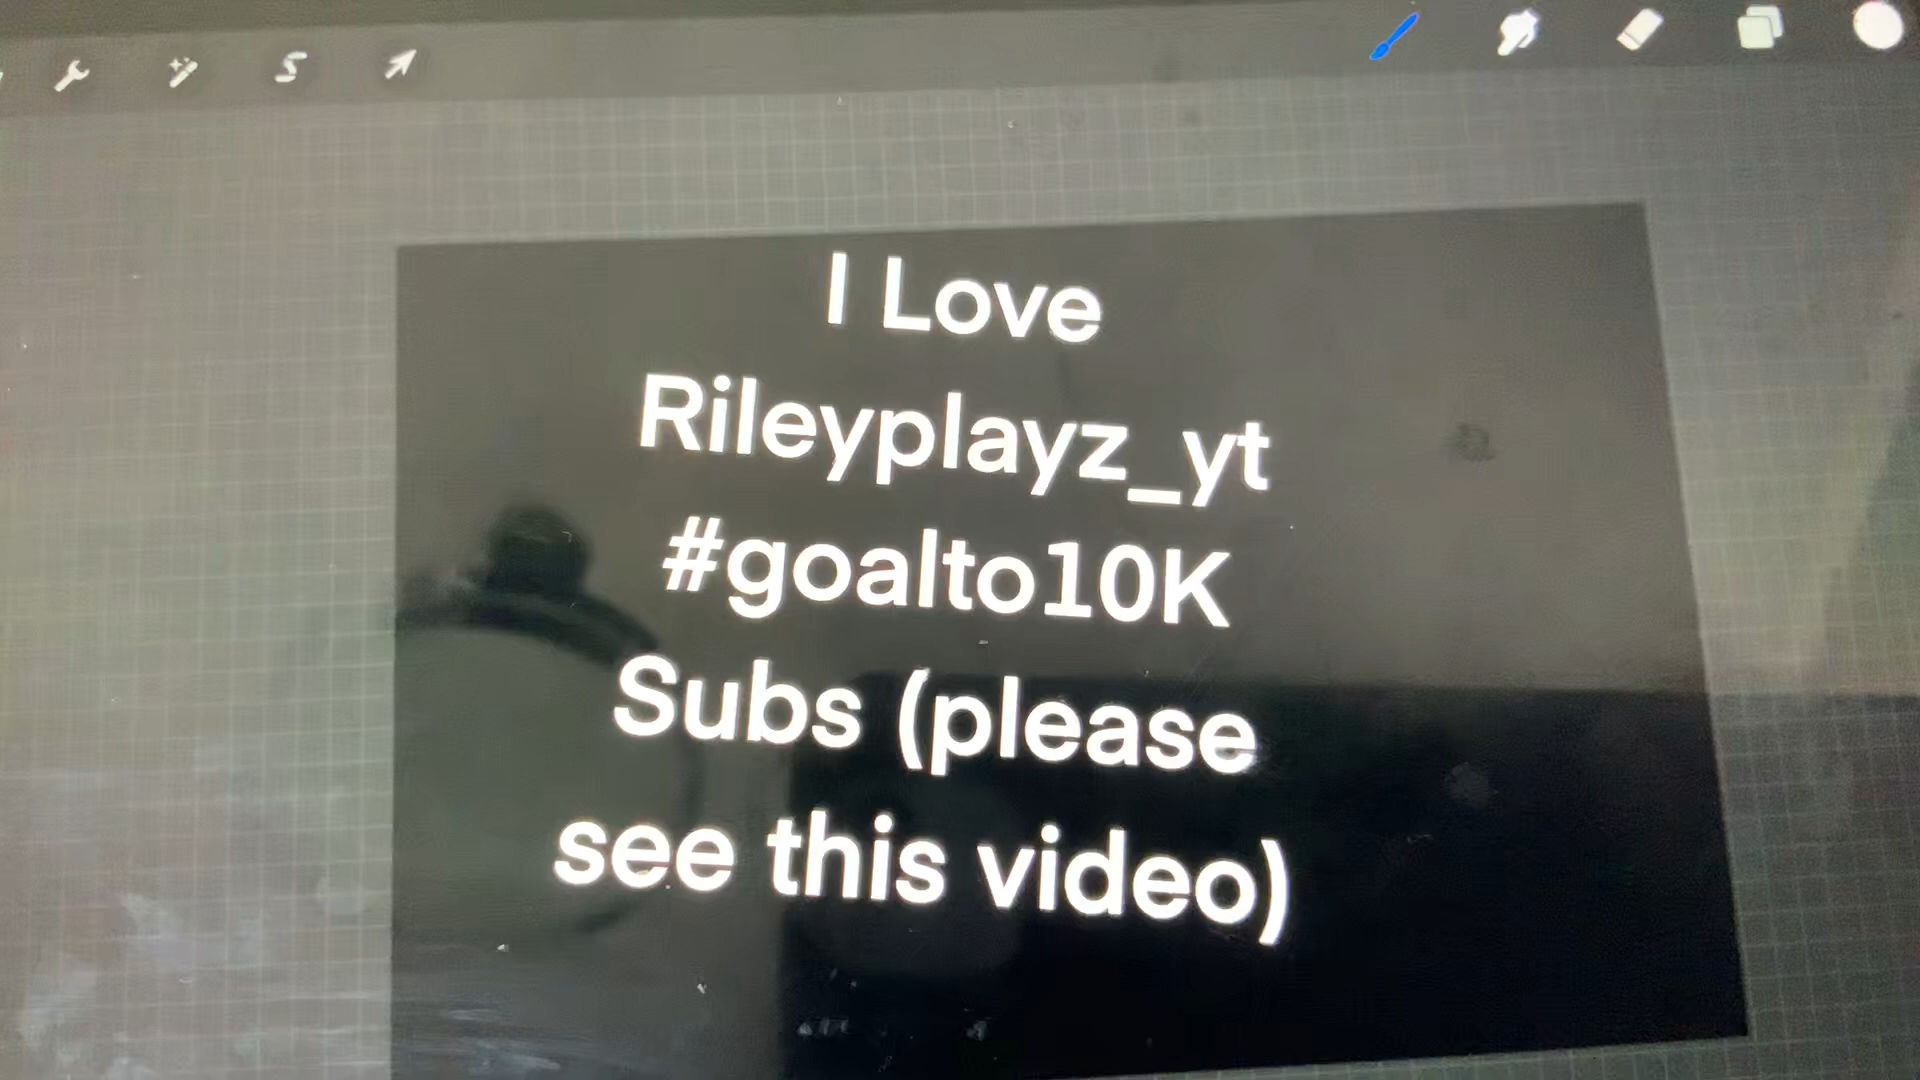 I Love
Rileyplayz_yt
#goalto10K
Subs (please
see this video)